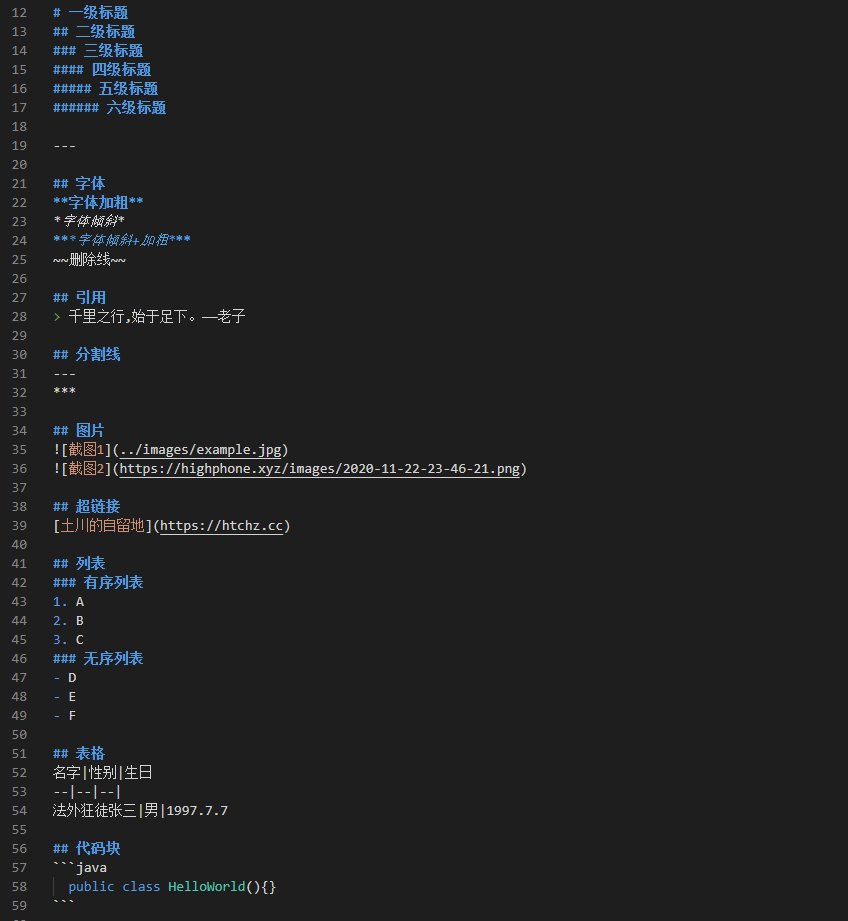 12 # 一级标题
13 ## 二级标题
14 ### 三级标题
15 #### 四级标题
16 ##### 五级标题
17 ###### 六级标题
18
19 ---
20
21 ## 字体
22 **字体加粗**
23 *字体倾斜*
24 ***字体倾斜+加粗***
25 ~~删除线~~
26
27 ## 引用
28 > 千里之行,始于足下。——老子
29
30 ## 分割线
31 ---
32 ***
33
34 ## 图片
35 ![截图1](../images/example.jpg)
36 ![截图2](https://highphone.xyz/images/2020-11-22-23-46-21.png)
37
38 ## 超链接
39 [土川的自留地](https://htchz.cc)
40
41 ## 列表
42 ### 有序列表
43 1. A
44 2. B
45 3. C
46 ### 无序列表
47 - D
48 - E
49 - F
50
51 ## 表格
52 名字|性别|生日
53 --|--|--|
54 法外狂徒张三|男|1997.7.7
55
56 ## 代码块
57 ```java
58 public class HelloWorld(){}
59 ```